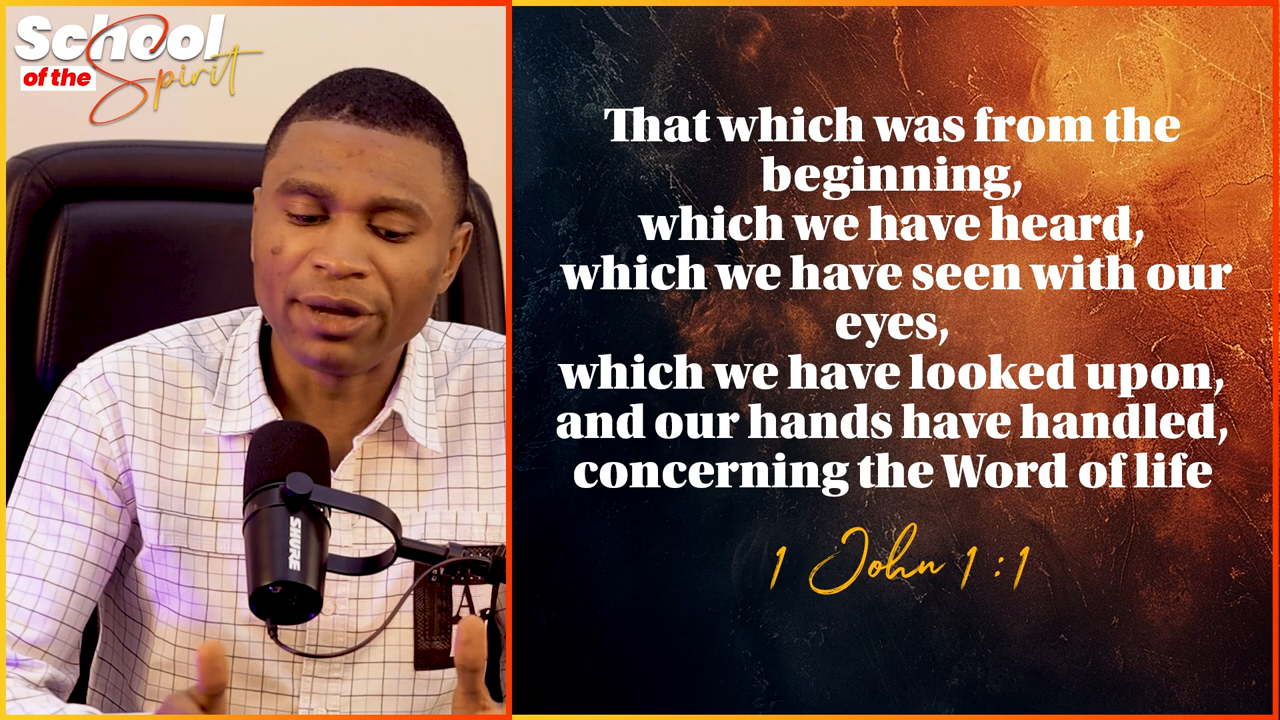 School
of the Spirit
That which was from the
beginning,
which we have heard,
which we have seen with our
eyes,
which we have looked upon,
and our hands have handled,
concerning the Word of life
1 John 1:1
SHURE
A